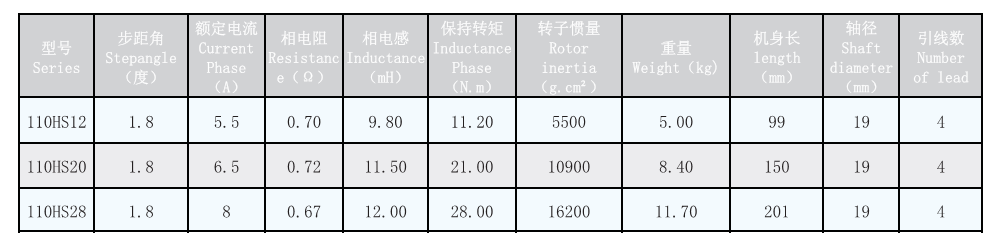 型号 步距角 额定电流 相电阻 相电感 保持转矩 转子惯量 重量 机身长 轴径 引线数
Series Stepangle Current Resistanc Inductance Inductance Rotor Weight（kg） length Shaft Number
（度） Phase e（Ω） （mH） Phase inertia （mm） diameter of lead
（A） （N.m） （g.cm²） （mm）
110HS12 1.8 5.5 0.70 9.80 11.20 5500 5.00 99 19 4
110HS20 1.8 6.5 0.72 11.50 21.00 10900 8.40 150 19 4
110HS28 1.8 8 0.67 12.00 28.00 16200 11.70 201 19 4